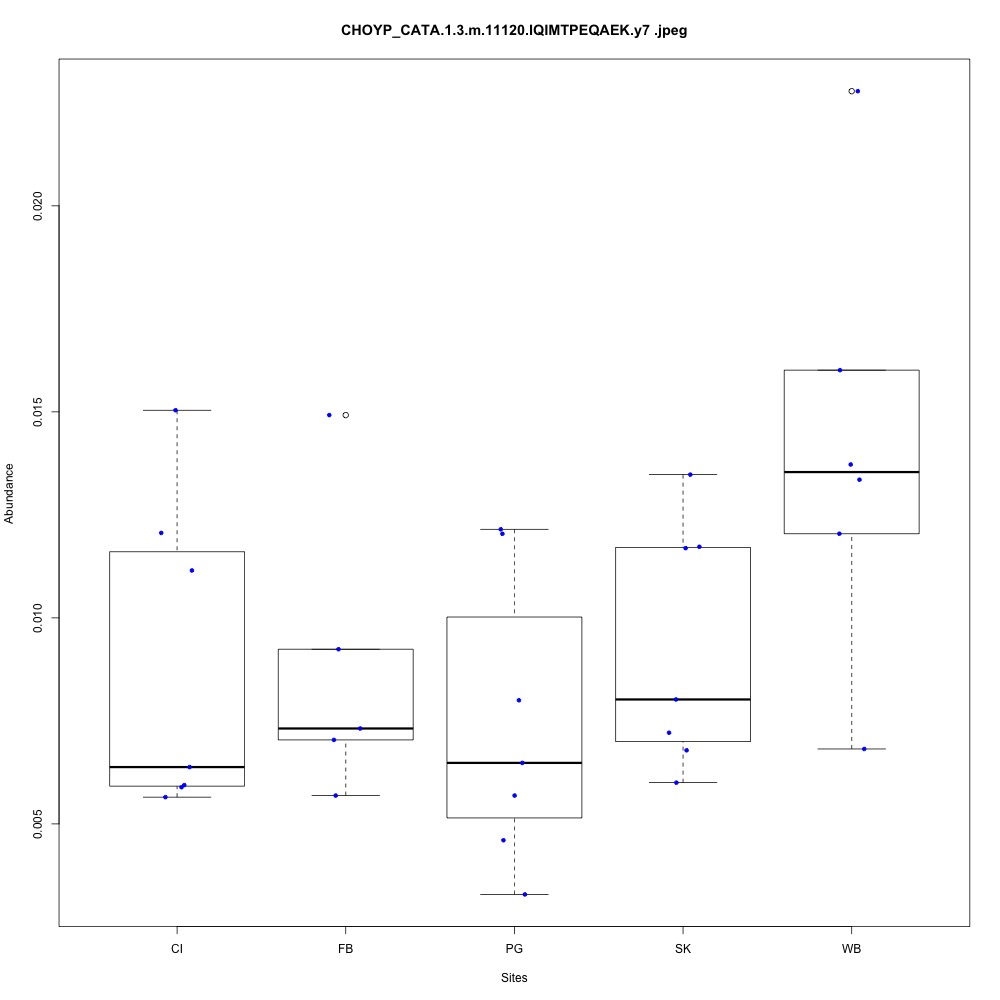 CHOYP_CATA.1.3.m.11120.IQIMTPEQAEK.y7 .jpeg
Abundance
0.020
0.015
0.010
0.005
CI FB PG SK WB
Sites